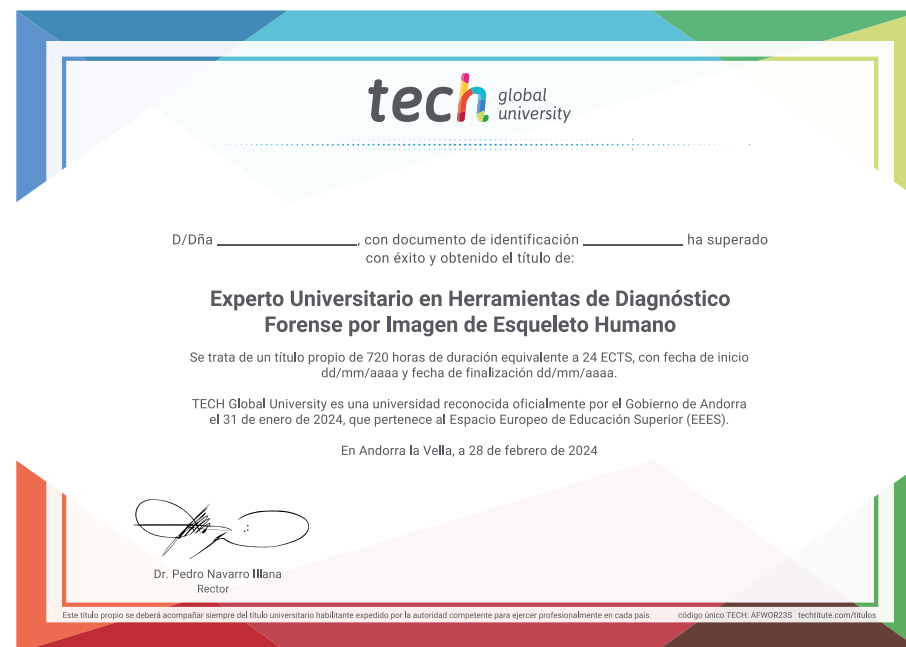 tech global
university
D/Dña ____________, con documento de identificación ____________ ha superado
con éxito y obtenido el título de:
Experto Universitario en Herramientas de Diagnóstico
Forense por Imagen de Esqueleto Humano
Se trata de un título propio de 720 horas de duración equivalente a 24 ECTS, con fecha de inicio
dd/mm/aaaa y fecha de finalización dd/mm/aaaa.
TECH Global University es una universidad reconocida oficialmente por el Gobierno de Andorra
el 31 de enero de 2024, que pertenece al Espacio Europeo de Educación Superior (EEES).
En Andorra la Vella, a 28 de febrero de 2024
Dr. Pedro Navarro Illana
Rector
Este título propio se deberá acompañar siempre del título universitario habilitante expedido por la autoridad competente para ejercer profesionalmente en cada país. código único TECH: AFWOR23S techtitute.com/titulos